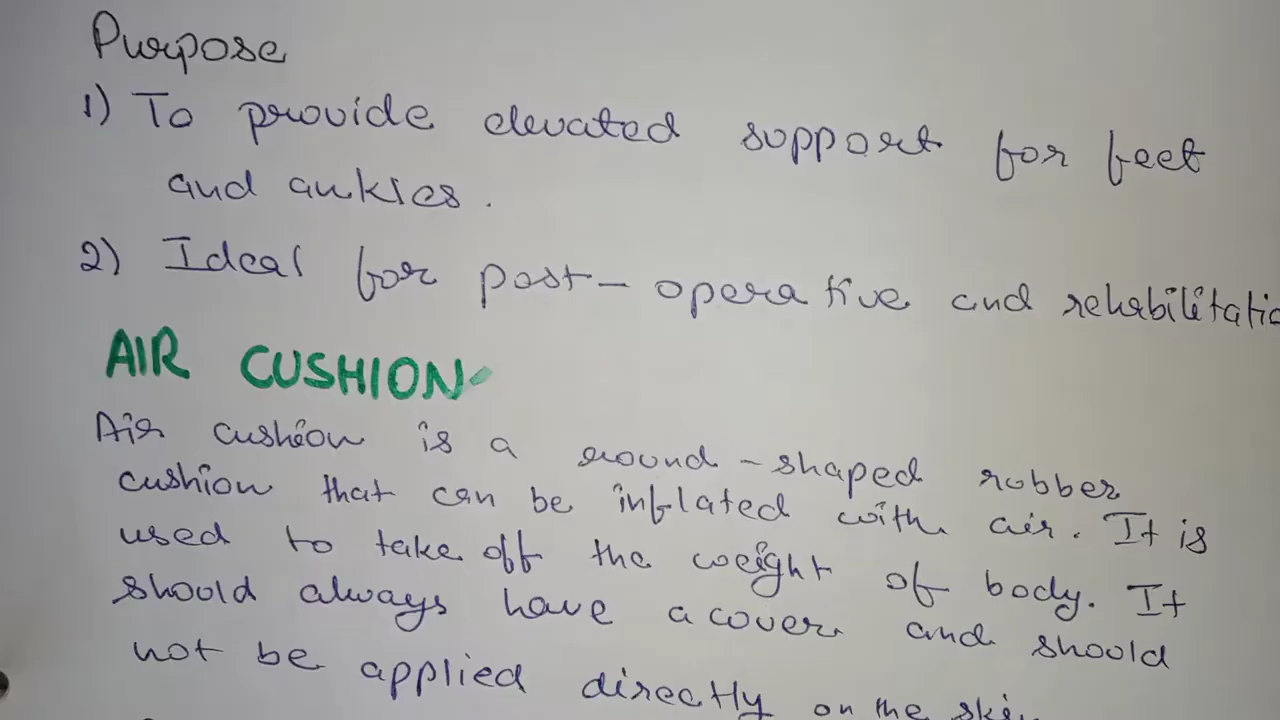 Purpose
1) To provide elevated support for feet
and ankles.
2) Ideal for post-operative and rehabilitatio
AIR CUSHION
Air cushion is a round-shaped rubber
cushion that can be inflated with air. It is
used to take off the weight of body. It
should always have a cover and should
not be applied directly on the skin